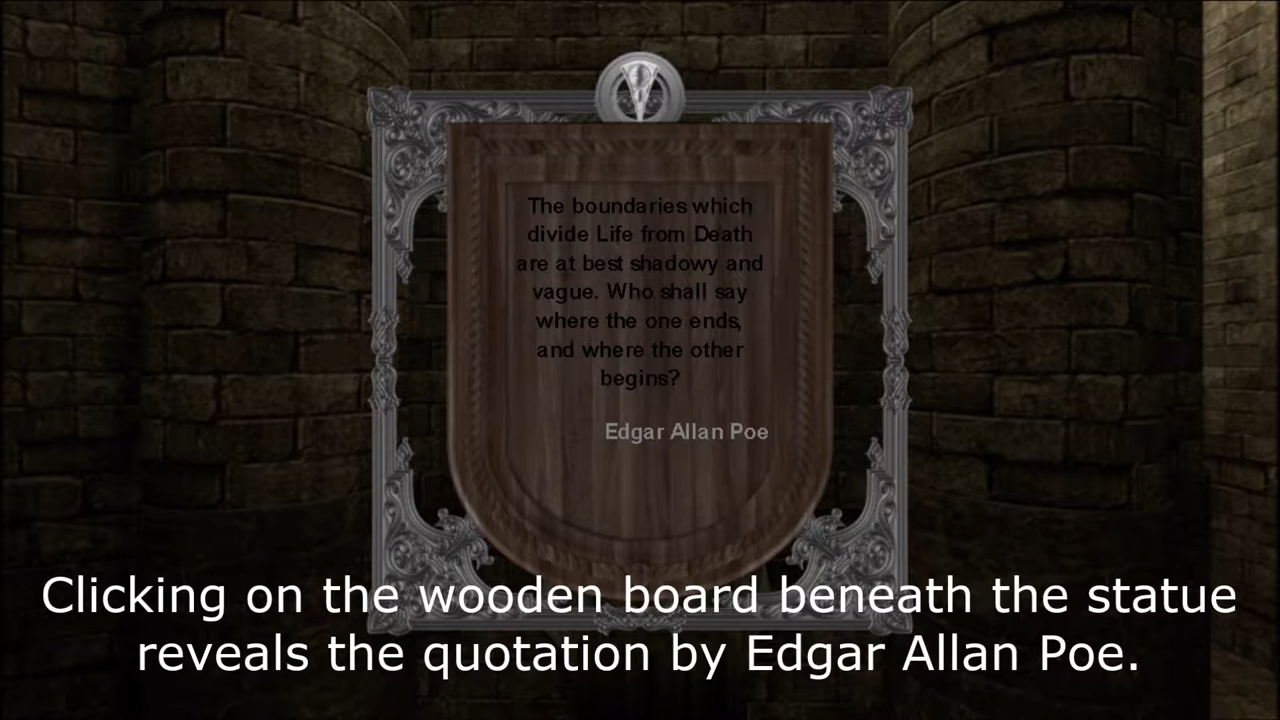 The boundaries which
divide Life from Death
are at best shadowy and
vague. Who shall say
where the one ends,
and where the other
begins?
Edgar Allan Poe
Clicking on the wooden board beneath the statue
reveals the quotation by Edgar Allan Poe.